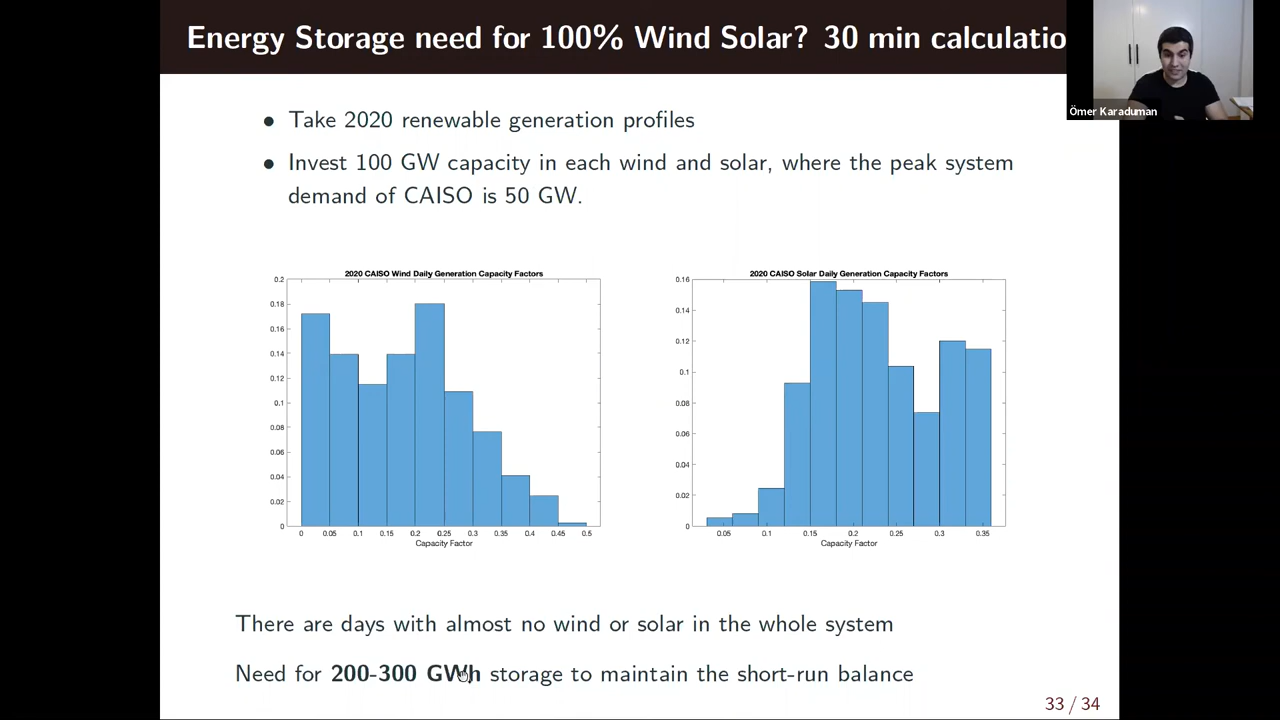 Energy Storage need for 100% Wind Solar? 30 min calculatio
Ömer Karaduman
• Take 2020 renewable generation profiles
• Invest 100 GW capacity in each wind and solar, where the peak system
demand of CAISO is 50 GW.
2020 CAISO Wind Daily Generation Capacity Factors
0.2
0.18
0.16
0.14
0.12
0.1
0.08
0.06
0.04
0.02
0
0 0.05 0.1 0.15 0.2 0.25 0.3 0.35 0.4 0.45 0.5
Capacity Factor
2020 CAISO Solar Daily Generation Capacity Factors
0.16
0.14
0.12
0.1
0.08
0.06
0.04
0.02
0
0.05 0.1 0.15 0.2 0.25 0.3 0.35
Capacity Factor
There are days with almost no wind or solar in the whole system
Need for 200-300 GWh storage to maintain the short-run balance
33 / 34